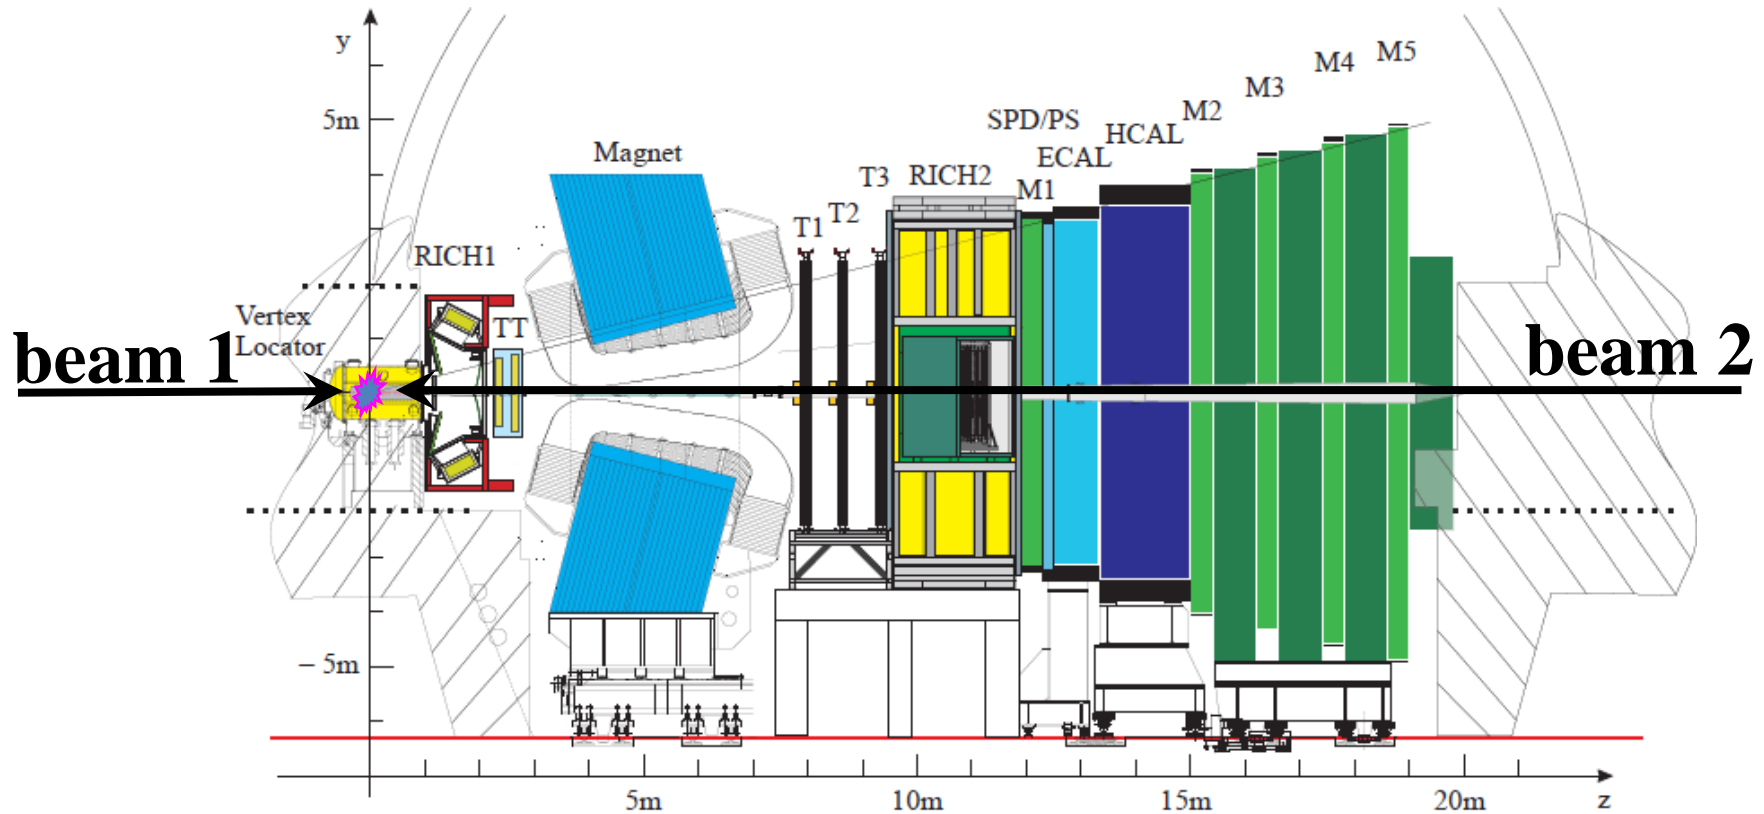 y
M5
M4
M3
M2
5m
SPD/PS
HCAL
Magnet
ECAL
T3
RICH2
M1
T2
T1
RICH1
Vertex
Locator
TT
beam 1
beam 2
– 5m
5m
10m
15m
20m
z